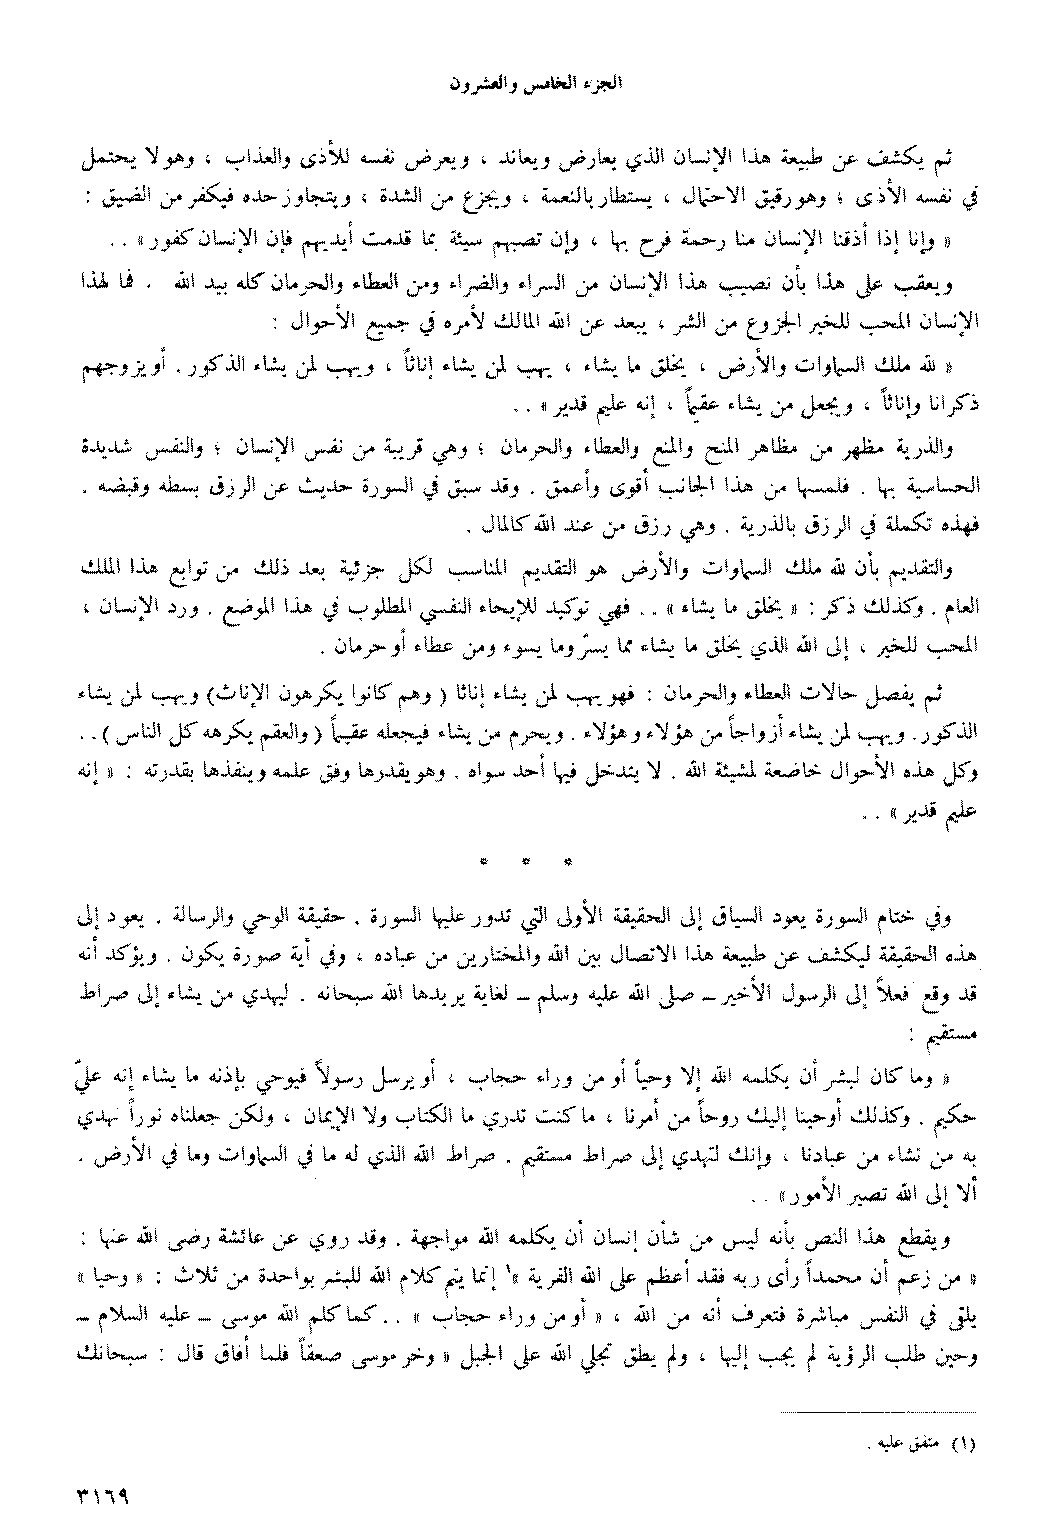 الجزء الخامس والعشرون
ثم يكشف عن طبيعة هذا الإنسان الذي يعارض ويعاند ، ويعرض نفسه للأذى والعذاب ، وهو لا يحتمل
في نفسه الأذى ؛ وهو رقيق الاحتمال ، يستطار بالنعمة ، ويجزع من الشدة ، ويتجاوز حده فيكفر من الضيق :
« وإنا إذا أذقنا الإنسان منا رحمة فرح بها ، وإن تصبهم سيئة بما قدمت أيديهم فإن الإنسان كفور » . .
ويعقب على هذا بأن نصيب هذا الإنسان من السراء والضراء ومن العطاء والحرمان كله بيد الله . فما لهذا
الإنسان المحب للخير الجزوع من الشر ، يبعد عن الله المالك لأمره في جميع الأحوال :
« لله ملك السماوات والأرض ، يخلق ما يشاء ، يهب لمن يشاء إناثاً ، ويهب لمن يشاء الذكور . أو يزوجهم
ذكرانا وإناثاً ، ويجعل من يشاء عقيماً ، إنه عليم قدير » . .
والذرية مظهر من مظاهر المنح والمنع والعطاء والحرمان ؛ وهي قريبة من نفس الإنسان ؛ والنفس شديدة
الحساسية بها . فلمسها من هذا الجانب أقوى وأعمق . وقد سبق في السورة حديث عن الرزق بسطه وقبضه .
فهذه تكملة في الرزق بالذرية . وهي رزق من عند الله كالمال .
والتقديم بأن لله ملك السماوات والأرض هو التقديم المناسب لكل جزئية بعد ذلك من توابع هذا الملك
العام . وكذلك ذكر : « يخلق ما يشاء » . . فهي توكيد للإيحاء النفسي المطلوب في هذا الموضع . ورد الإنسان ،
المحب للخير ، إلى الله الذي يخلق ما يشاء مما يسرّ وما يسوء ومن عطاء أو حرمان .
ثم يفصل حالات العطاء والحرمان : فهو يهب لمن يشاء إناثا ( وهم كانوا يكرهون الإناث) ويهب لمن يشاء
الذكور. ويهب لمن يشاء أزواجاً من هؤلاء وهؤلاء . ويحرم من يشاء فيجعله عقيماً ( والعقم يكرهه كل الناس ) . .
وكل هذه الأحوال خاضعة لمشيئة الله . لا يتدخل فيها أحد سواه . وهو يقدرها وفق علمه وينفذها بقدرته : « إنه
عليم قدير » . .
* * *
وفي ختام السورة يعود السياق إلى الحقيقة الأولى التي تدور عليها السورة . حقيقة الوحي والرسالة . يعود إلى
هذه الحقيقة ليكشف عن طبيعة هذا الاتصال بين الله والمختارين من عباده ، وفي أية صورة يكون . ويؤكد أنه
قد وقع فعلاً إلى الرسول الأخير ــ صلى الله عليه وسلم ــ لغاية يريدها الله سبحانه . ليهدي من يشاء إلى صراط
مستقيم :
« وما كان لبشر أن يكلمه الله إلا وحياً أو من وراء حجاب ، أو يرسل رسولاً فيوحي بإذنه ما يشاء إنه عليّ
حكيم . وكذلك أوحينا إليك روحاً من أمرنا ، ما كنت تدري ما الكتاب ولا الإيمان ، ولكن جعلناه نوراً نهدي
به من نشاء من عبادنا ، وإنك لتهدي إلى صراط مستقيم . صراط الله الذي له ما في السماوات وما في الأرض .
ألا إلى الله تصير الأمور» . .
ويقطع هذا النص بأنه ليس من شأن إنسان أن يكلمه الله مواجهة . وقد روي عن عائشة رضى الله عنها :
« من زعم أن محمداً رأى ربه فقد أعظم على الله الفرية »١ إنما يتم كلام الله للبشر بواحدة من ثلاث : « وحيا »
يلقى في النفس مباشرة فتعرف أنه من الله ، « أو من وراء حجاب » . . كما كلم الله موسى ــ عليه السلام ــ
وحين طلب الرؤية لم يجب إليها ، ولم يطق تجلي الله على الجبل « وخر موسى صعقاً فلما أفاق قال : سبحانك
(١) متفق عليه .
٣١٦٩